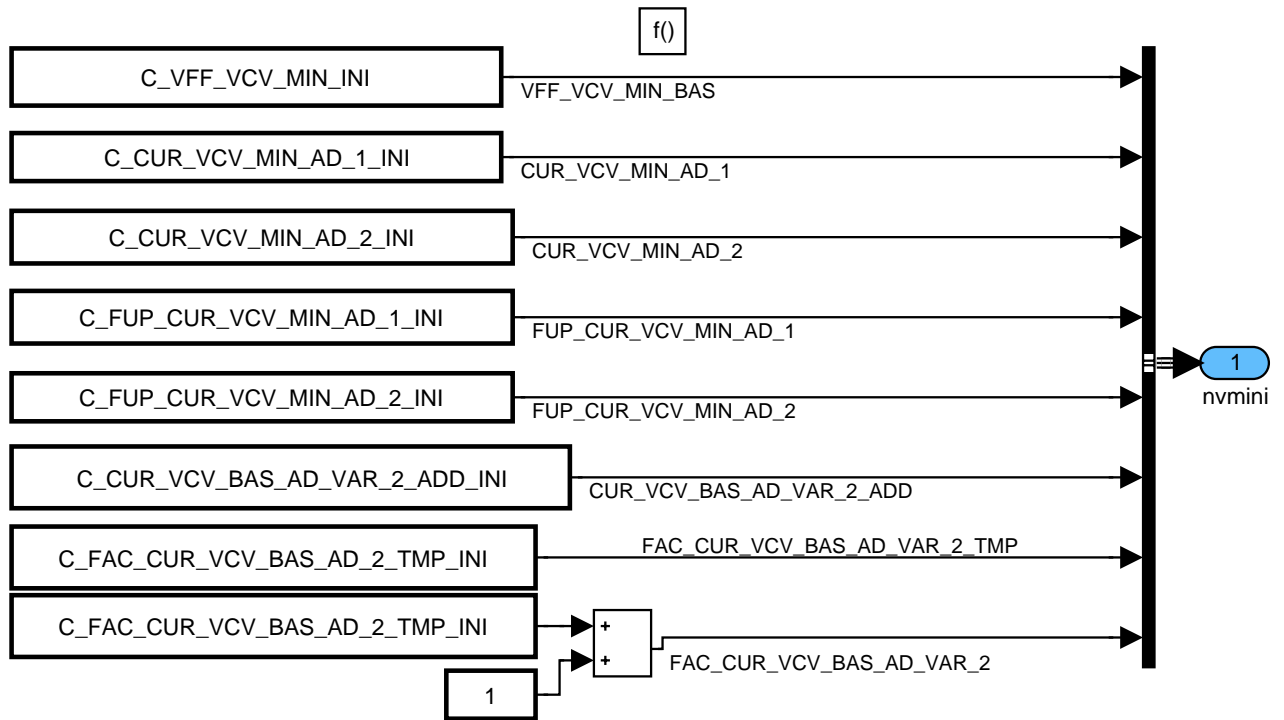 f()
C_VFF_VCV_MIN_INI
VFF_VCV_MIN_BAS
C_CUR_VCV_MIN_AD_1_INI
CUR_VCV_MIN_AD_1
C_CUR_VCV_MIN_AD_2_INI
CUR_VCV_MIN_AD_2
C_FUP_CUR_VCV_MIN_AD_1_INI
FUP_CUR_VCV_MIN_AD_1
1
nvmini
C_FUP_CUR_VCV_MIN_AD_2_INI
FUP_CUR_VCV_MIN_AD_2
C_CUR_VCV_BAS_AD_VAR_2_ADD_INI
CUR_VCV_BAS_AD_VAR_2_ADD
C_FAC_CUR_VCV_BAS_AD_2_TMP_INI
FAC_CUR_VCV_BAS_AD_VAR_2_TMP
C_FAC_CUR_VCV_BAS_AD_2_TMP_INI
+
+
FAC_CUR_VCV_BAS_AD_VAR_2
1